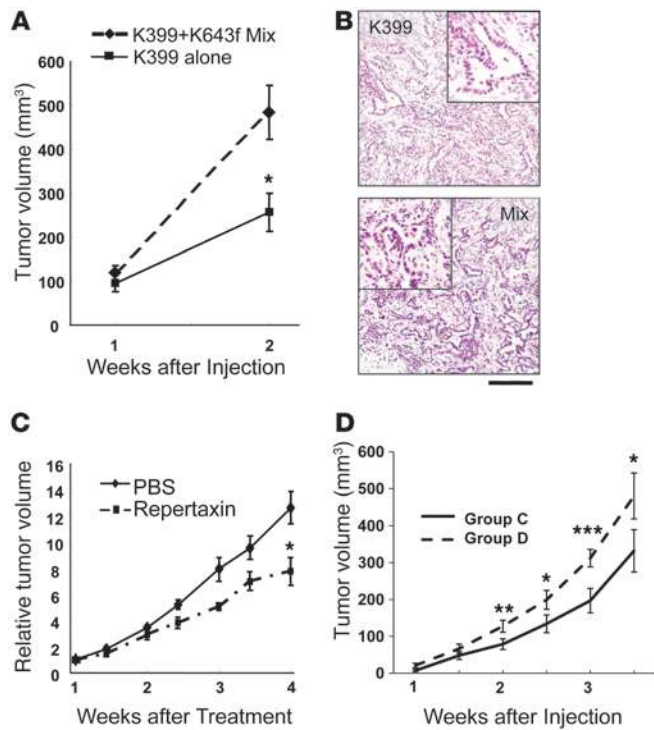 A
K399+K643f Mix
K399 alone
Tumor volume (mm³)
600
500
400
300
200
100
0
*
1
2
Weeks after Injection
B
K399
Mix
C
Relative tumor volume
16
14
12
10
8
6
4
2
0
PBS
Repertaxin
*
1
2
3
4
Weeks after Treatment
D
Tumor volume (mm³)
600
500
400
300
200
100
0
Group C
Group D
**
*
***
*
1
2
3
Weeks after Injection